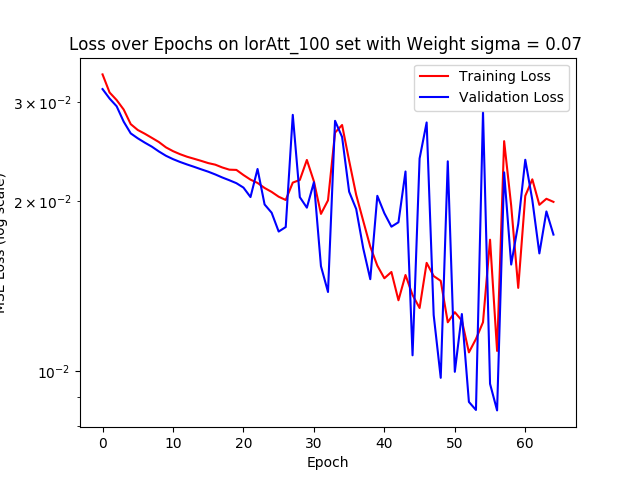 Loss over Epochs on lorAtt_100 set with Weight sigma = 0.07
Training Loss
Validation Loss
3 × 10⁻²
2 × 10⁻²
10⁻²
MSE Loss (log scale)
0 10 20 30 40 50 60
Epoch